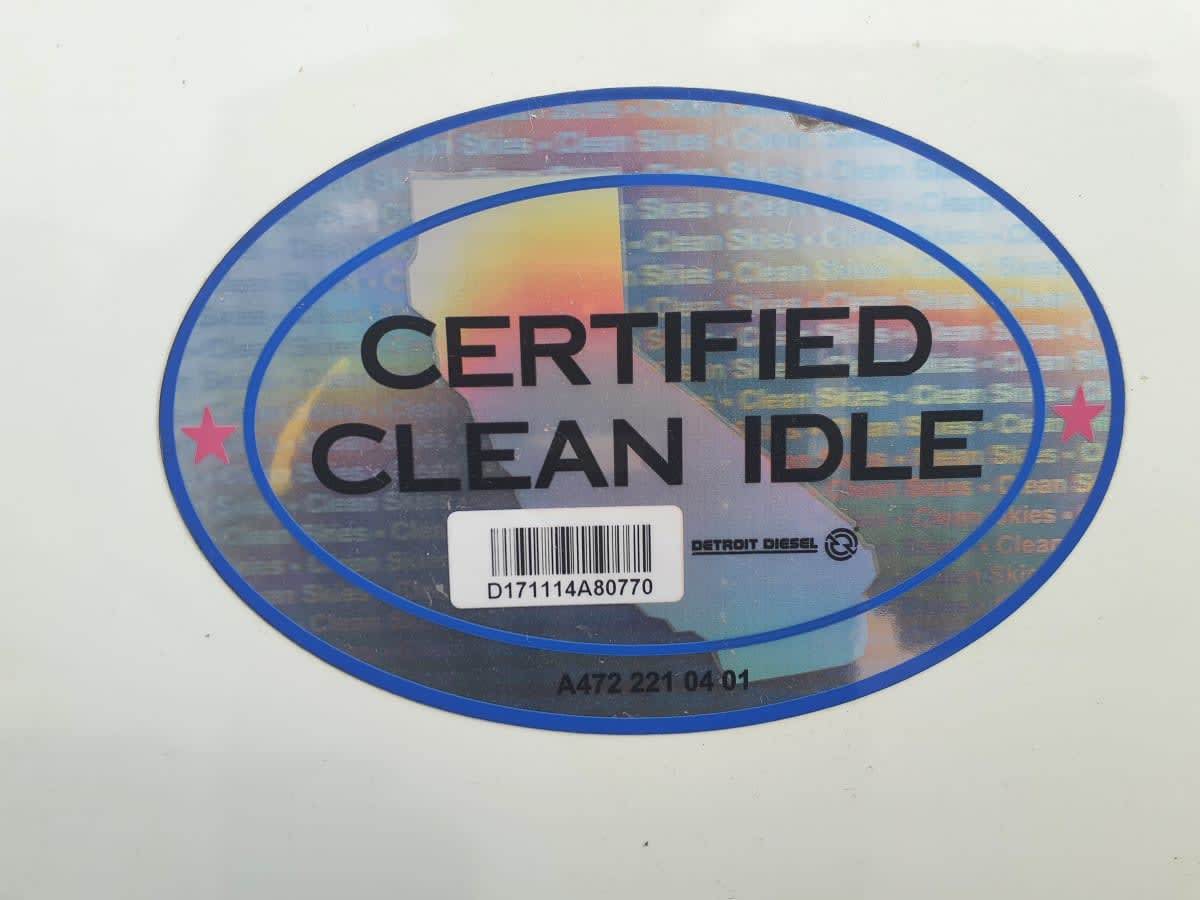 CERTIFIED
CLEAN IDLE
DETROIT DIESEL
D171114A80770
A472 221 04 01